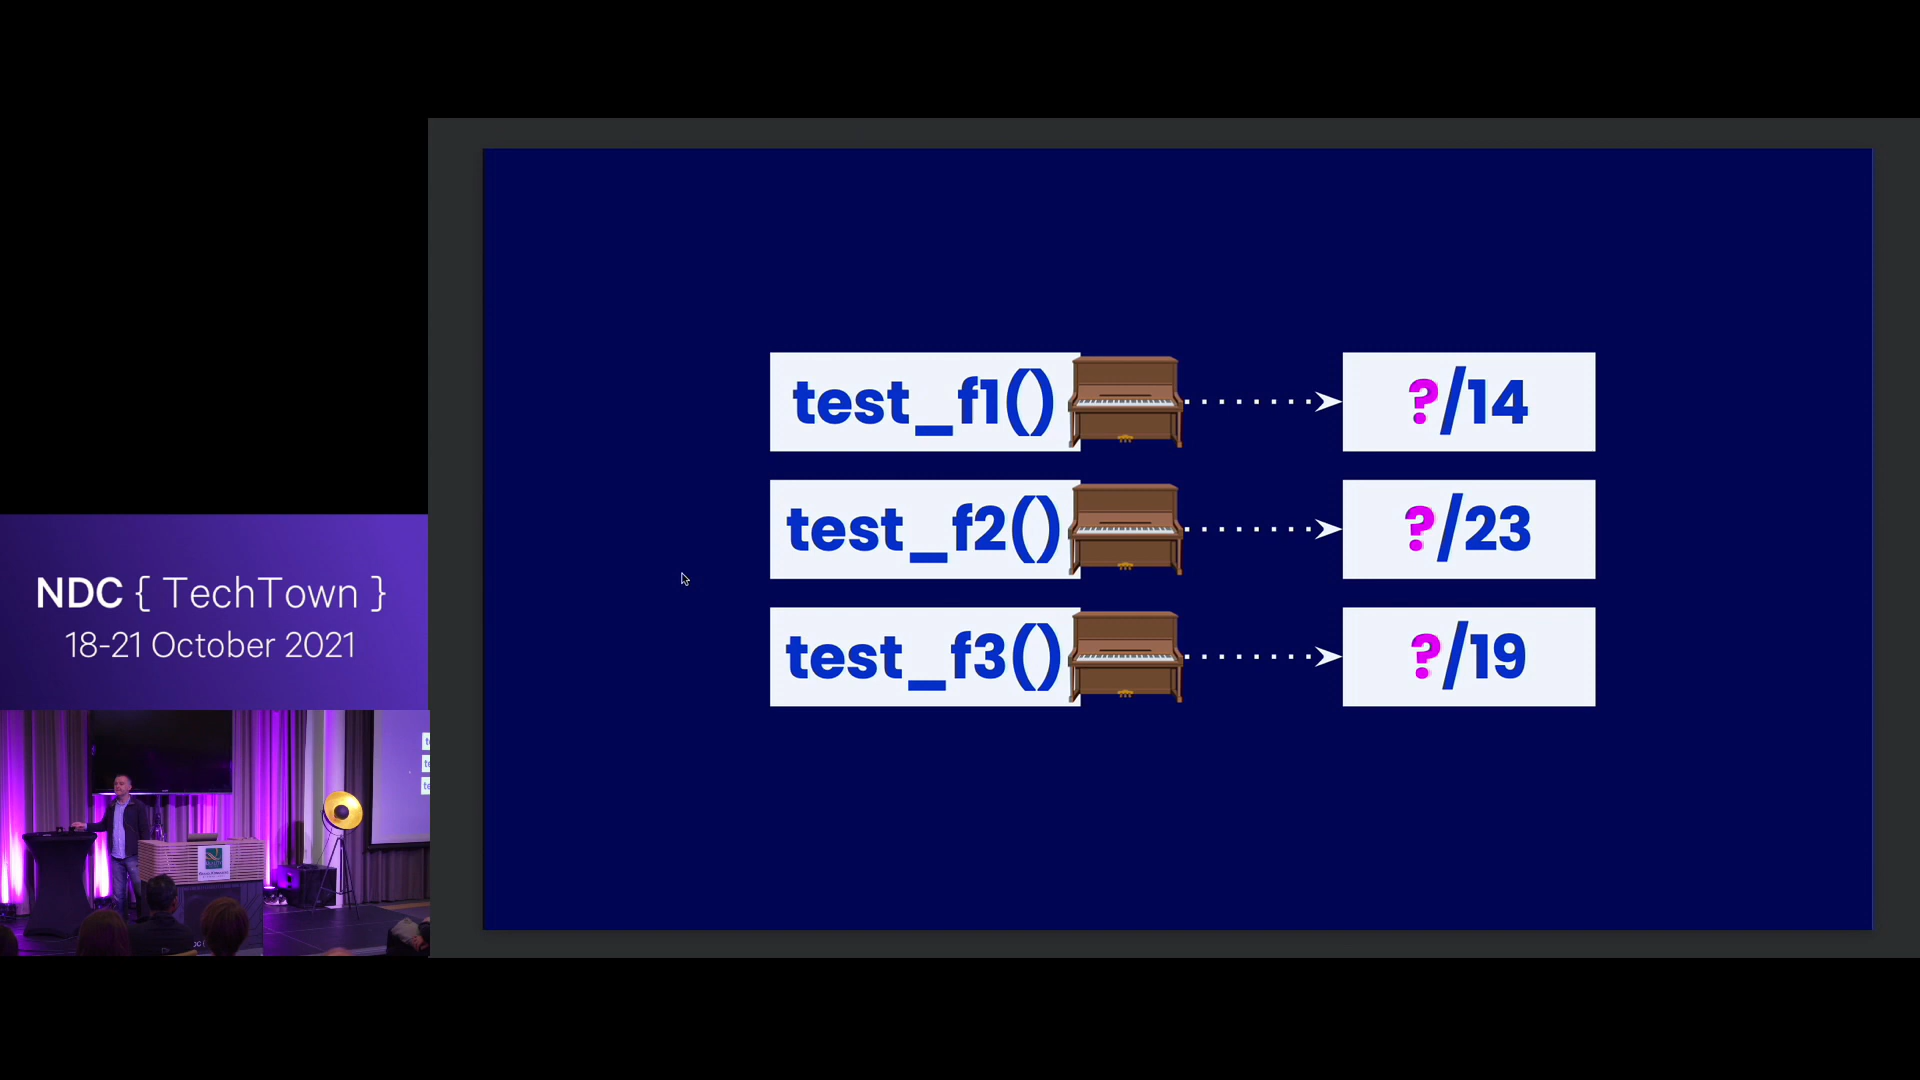 test_f1() ?/14
test_f2() ?/23
test_f3() ?/19
NDC { TechTown }
18-21 October 2021